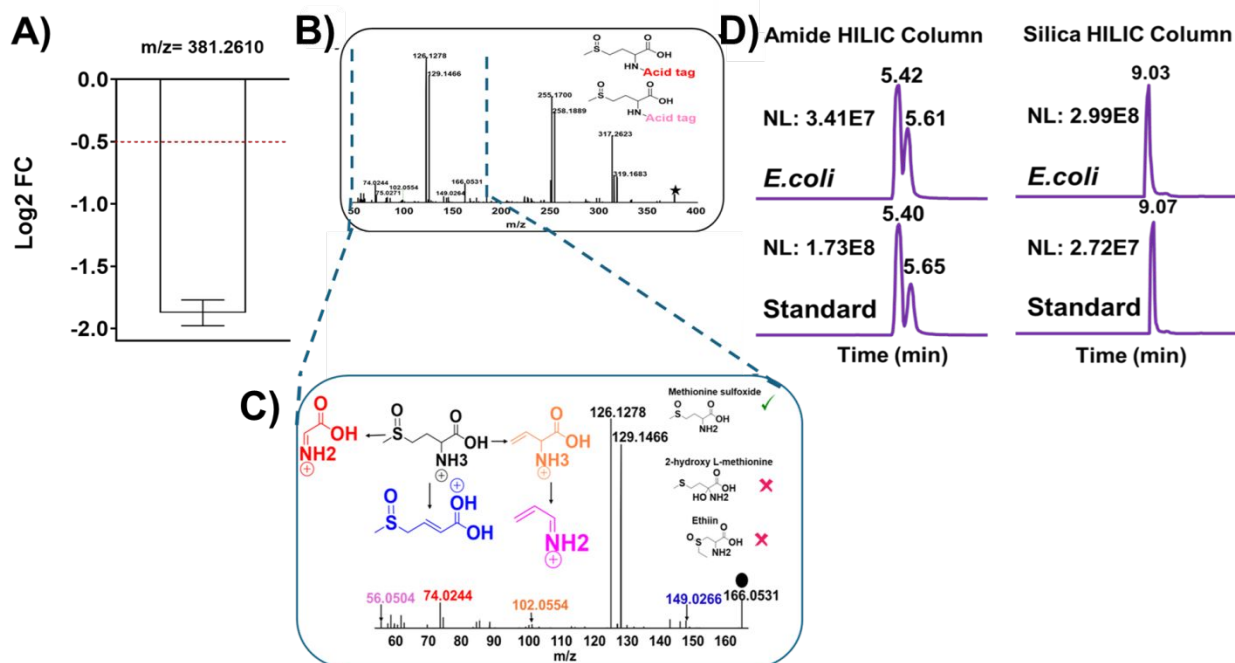 A)
m/z= 381.2610
Log2 FC
0.0
-0.5
-1.0
-1.5
-2.0
B)
126.1278
129.1466
255.1700
258.1889
317.2623
319.1683
74.0244
75.0271
102.0554
149.0264
166.0531
50 100 150 200 250 300 350 400
m/z
O
S
O
OH
HN
Acid tag
O
S
O
OH
HN
Acid tag
C)
O
OH
NH2
+
O
S
O
OH
NH3
+
O
OH
NH3
+
O
S
+
OH
OH
NH2
+
126.1278
129.1466
Methionine sulfoxide
O
S
O
OH
NH2
2-hydroxy L-methionine
S
O
OH
HO NH2
Ethiin
O
S
O
OH
NH2
56.0504
74.0244
102.0554
149.0266
166.0531
60 70 80 90 100 110 120 130 140 150 160
m/z
D)
Amide HILIC Column
5.42
5.61
NL: 3.41E7
E.coli
5.40
NL: 1.73E8
5.65
Standard
Time (min)
Silica HILIC Column
9.03
NL: 2.99E8
E.coli
9.07
NL: 2.72E7
Standard
Time (min)